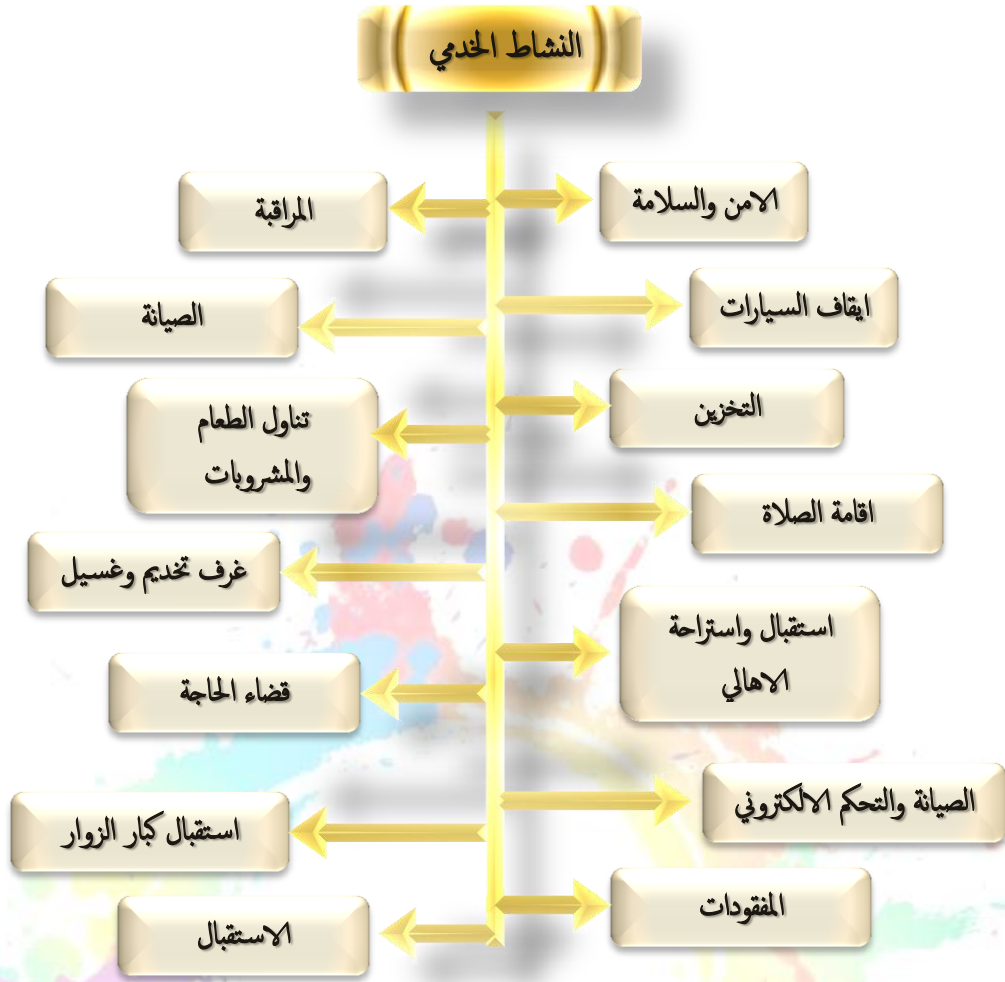 النشاط الخدمي
الامن والسلامة
المراقبة
ايقاف السيارات
الصيانة
التخزين
تناول الطعام
والمشروبات
اقامة الصلاة
غرف تخديم وغسيل
استقبال واستراحة
الاهالي
قضاء الحاجة
الصيانة والتحكم الالكتروني
استقبال كبار الزوار
المفقودات
الاستقبال